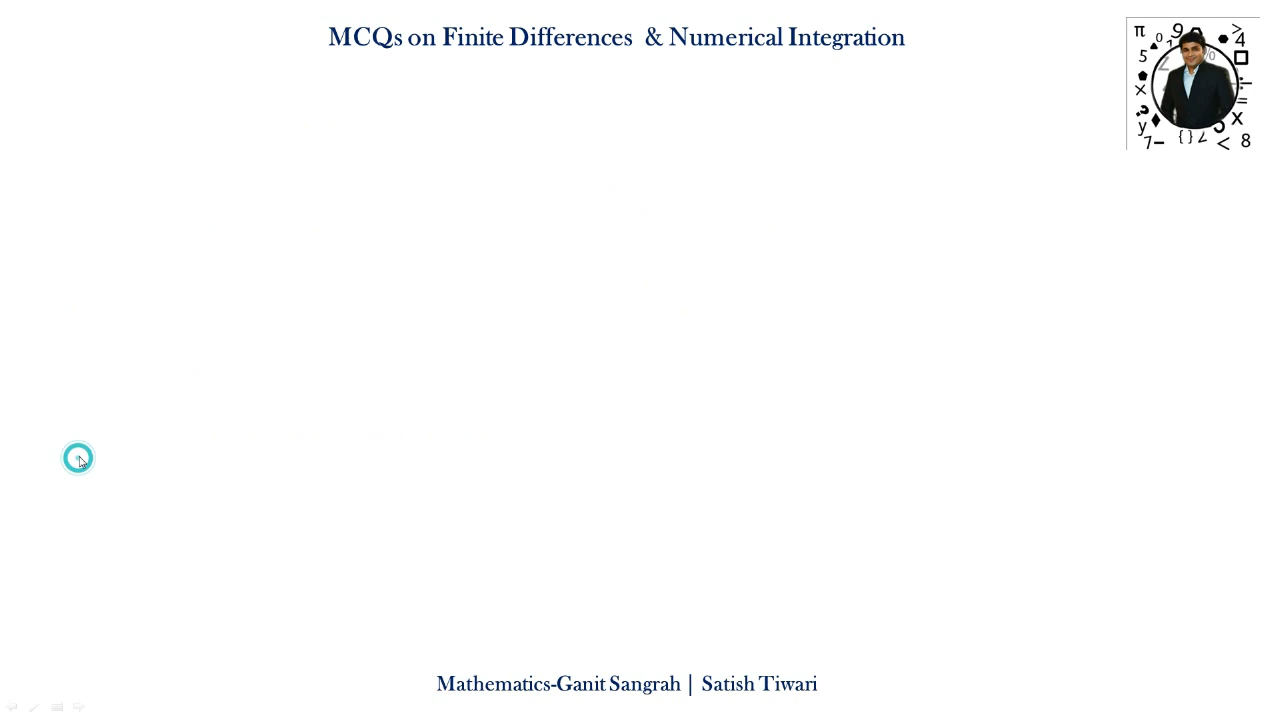 MCQs on Finite Differences & Numerical Integration
Mathematics-Ganit Sangrah | Satish Tiwari